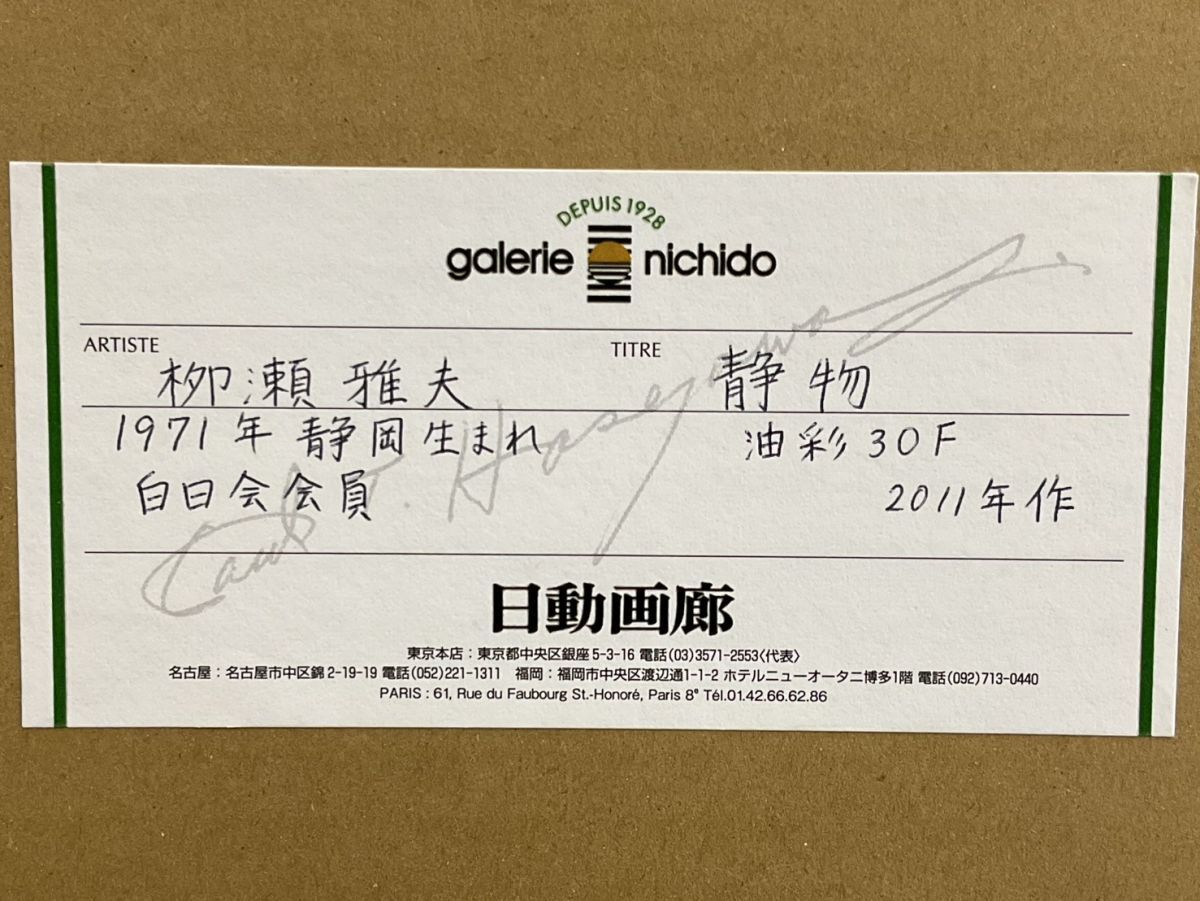 DEPUIS 1928
galerie nichido
ARTISTE TITRE
柳瀬雅夫 静物
1971年 静岡生まれ 油彩30F
白日会会員 2011年作
日動画廊
東京本店：東京都中央区銀座 5-3-16 電話(03)3571-2553〈代表〉
名古屋：名古屋市中区錦 2-19-19 電話(052)221-1311 福岡：福岡市中央区渡辺通1-1-2 ホテルニューオータニ博多1階 電話(092)713-0440
PARIS : 61, Rue du Faubourg St.-Honoré, Paris 8e Tél.01.42.66.62.86
Hasegawa